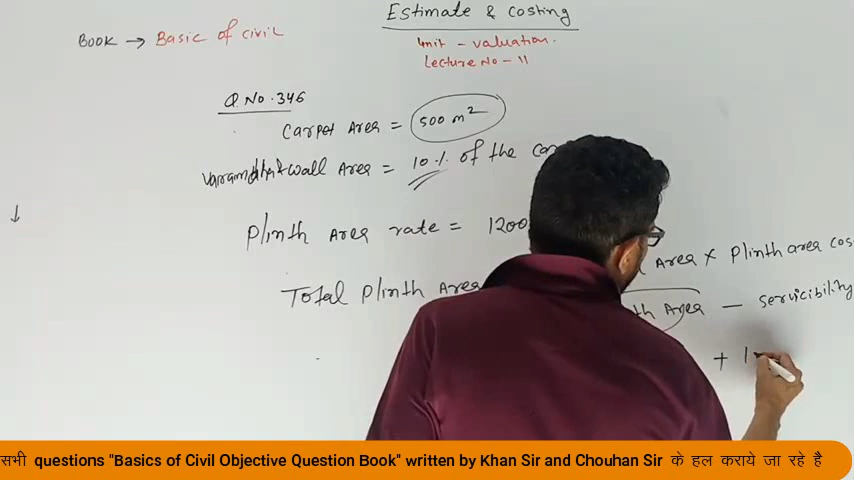 Estimate & Costing
BOOK → Basic of civil
Unit - valuation.
Lecture No - 11
Q. No. 346
Carpet Area = 500 m²
wall Area = 10% of the
Plinth Area rate = 1200
Area × Plinth area cos
Total Plinth Area
th Area — servicibility
+ 1
सभी questions "Basics of Civil Objective Question Book" written by Khan Sir and Chouhan Sir के हल कराये जा रहे है